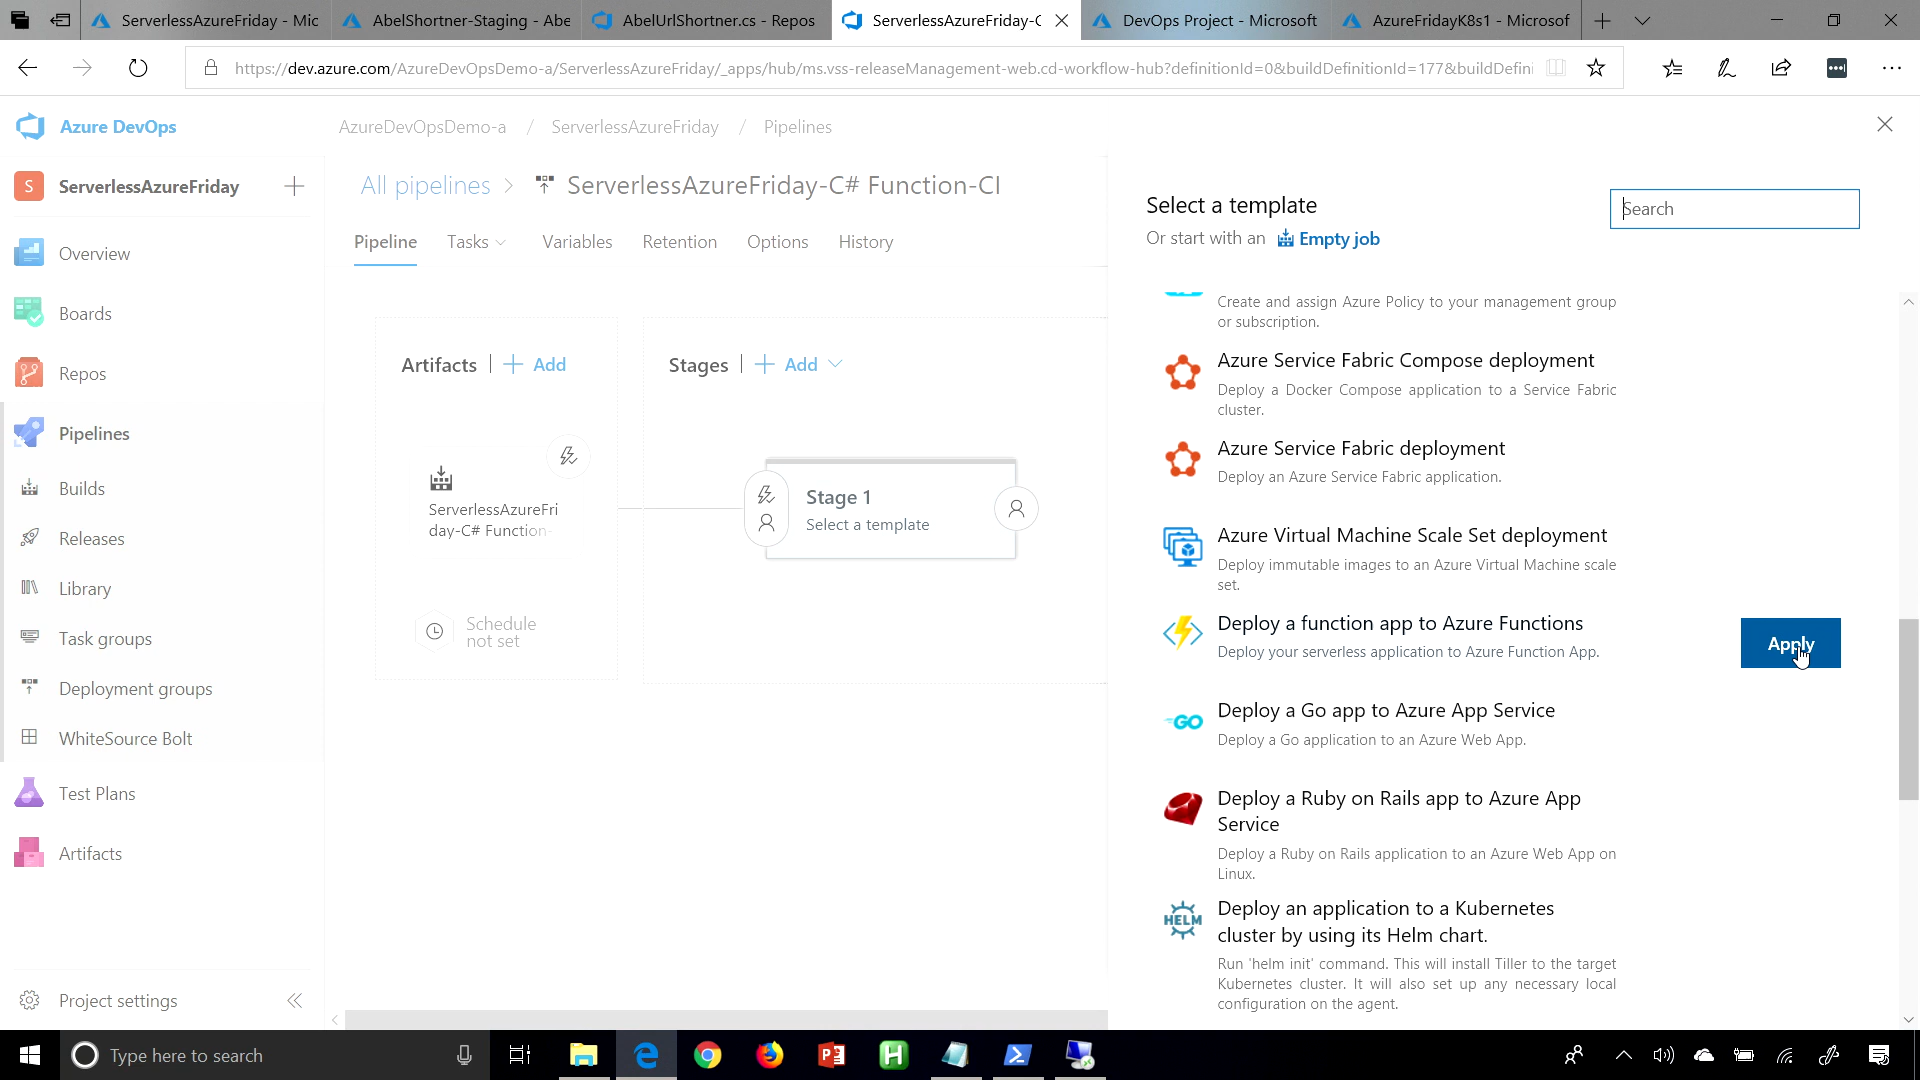 ServerlessAzureFriday - Mic
AbelShortner-Staging - Abe
AbelUrlShortner.cs - Repos
ServerlessAzureFriday-C
DevOps Project - Microsoft
AzureFridayK8s1 - Microsof
https://dev.azure.com/AzureDevOpsDemo-a/ServerlessAzureFriday/_apps/hub/ms.vss-releaseManagement-web.cd-workflow-hub?definitionId=0&buildDefinitionId=177&buildDefini
Azure DevOps
AzureDevOpsDemo-a / ServerlessAzureFriday / Pipelines
S ServerlessAzureFriday
Overview
Boards
Repos
Pipelines
Builds
Releases
Library
Task groups
Deployment groups
WhiteSource Bolt
Test Plans
Artifacts
Project settings
All pipelines > ServerlessAzureFriday-C# Function-CI
Pipeline Tasks Variables Retention Options History
Artifacts | + Add
Stages | + Add
ServerlessAzureFri
day-C# Function-
Schedule
not set
Stage 1
Select a template
Select a template
Or start with an Empty job
Search
Create and assign Azure Policy to your management group
or subscription.
Azure Service Fabric Compose deployment
Deploy a Docker Compose application to a Service Fabric
cluster.
Azure Service Fabric deployment
Deploy an Azure Service Fabric application.
Azure Virtual Machine Scale Set deployment
Deploy immutable images to an Azure Virtual Machine scale
set.
Deploy a function app to Azure Functions
Deploy your serverless application to Azure Function App.
Apply
GO
Deploy a Go app to Azure App Service
Deploy a Go application to an Azure Web App.
Deploy a Ruby on Rails app to Azure App
Service
Deploy a Ruby on Rails application to an Azure Web App on
Linux.
HELM
Deploy an application to a Kubernetes
cluster by using its Helm chart.
Run 'helm init' command. This will install Tiller to the target
Kubernetes cluster. It will also set up any necessary local
configuration on the agent.
Type here to search